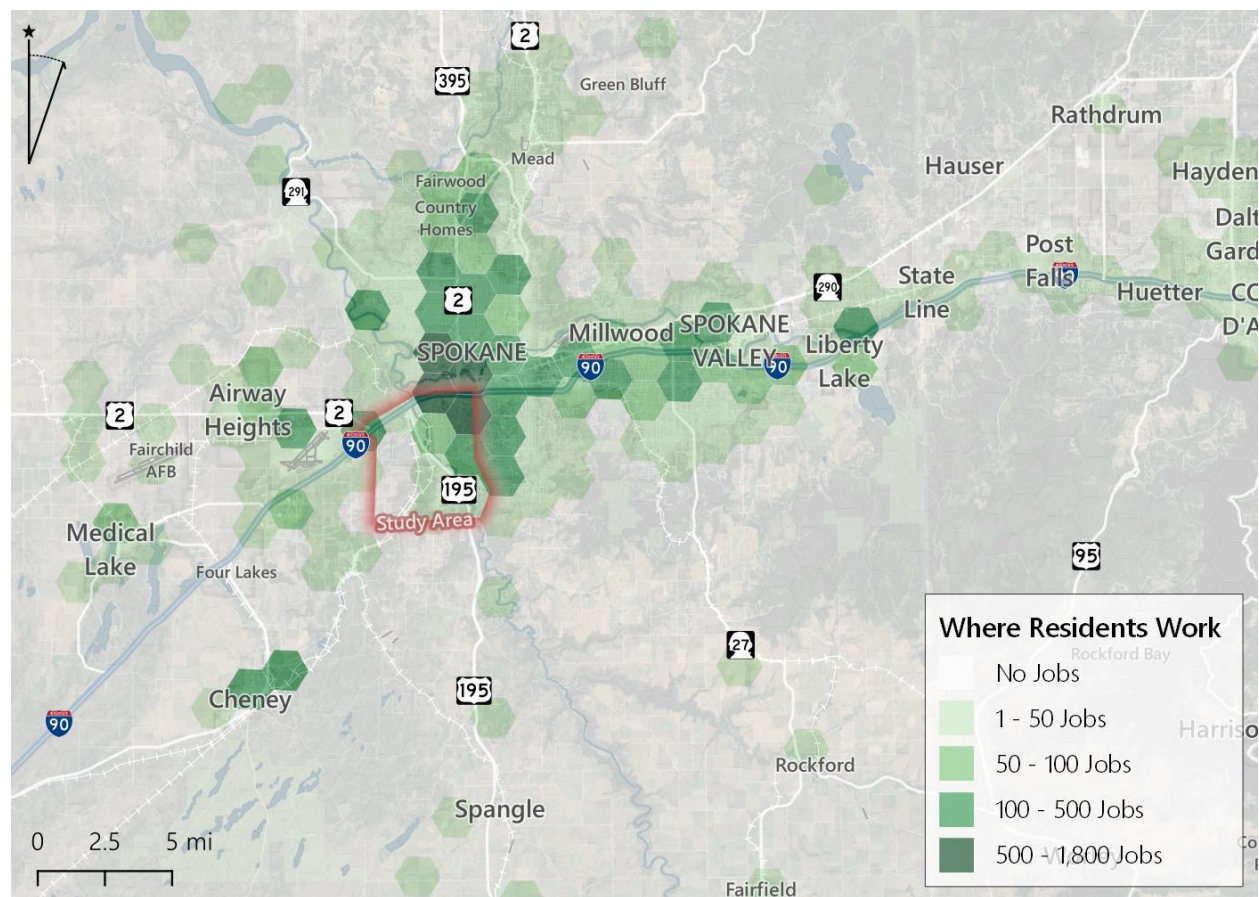 2
395
Green Bluff
Rathdrum
Mead
Hauser
291
Fairwood
Country
Homes
Hayden
Dalt
Gard
Post
Falls
90
290
State
Line
2
Huetter
CO
D'A
SPOKANE
Millwood
SPOKANE
VALLEY
90
90
Liberty
Lake
Airway
Heights
2
2
90
Fairchild
AFB
195
Study Area
Medical
Lake
Four Lakes
95
27
Cheney
195
90
Rockford
Spangle
Fairfield
0 2.5 5 mi
Where Residents Work
Rockford Bay
No Jobs
1 - 50 Jobs
Harriso
50 - 100 Jobs
100 - 500 Jobs
500 - 1,800 Jobs